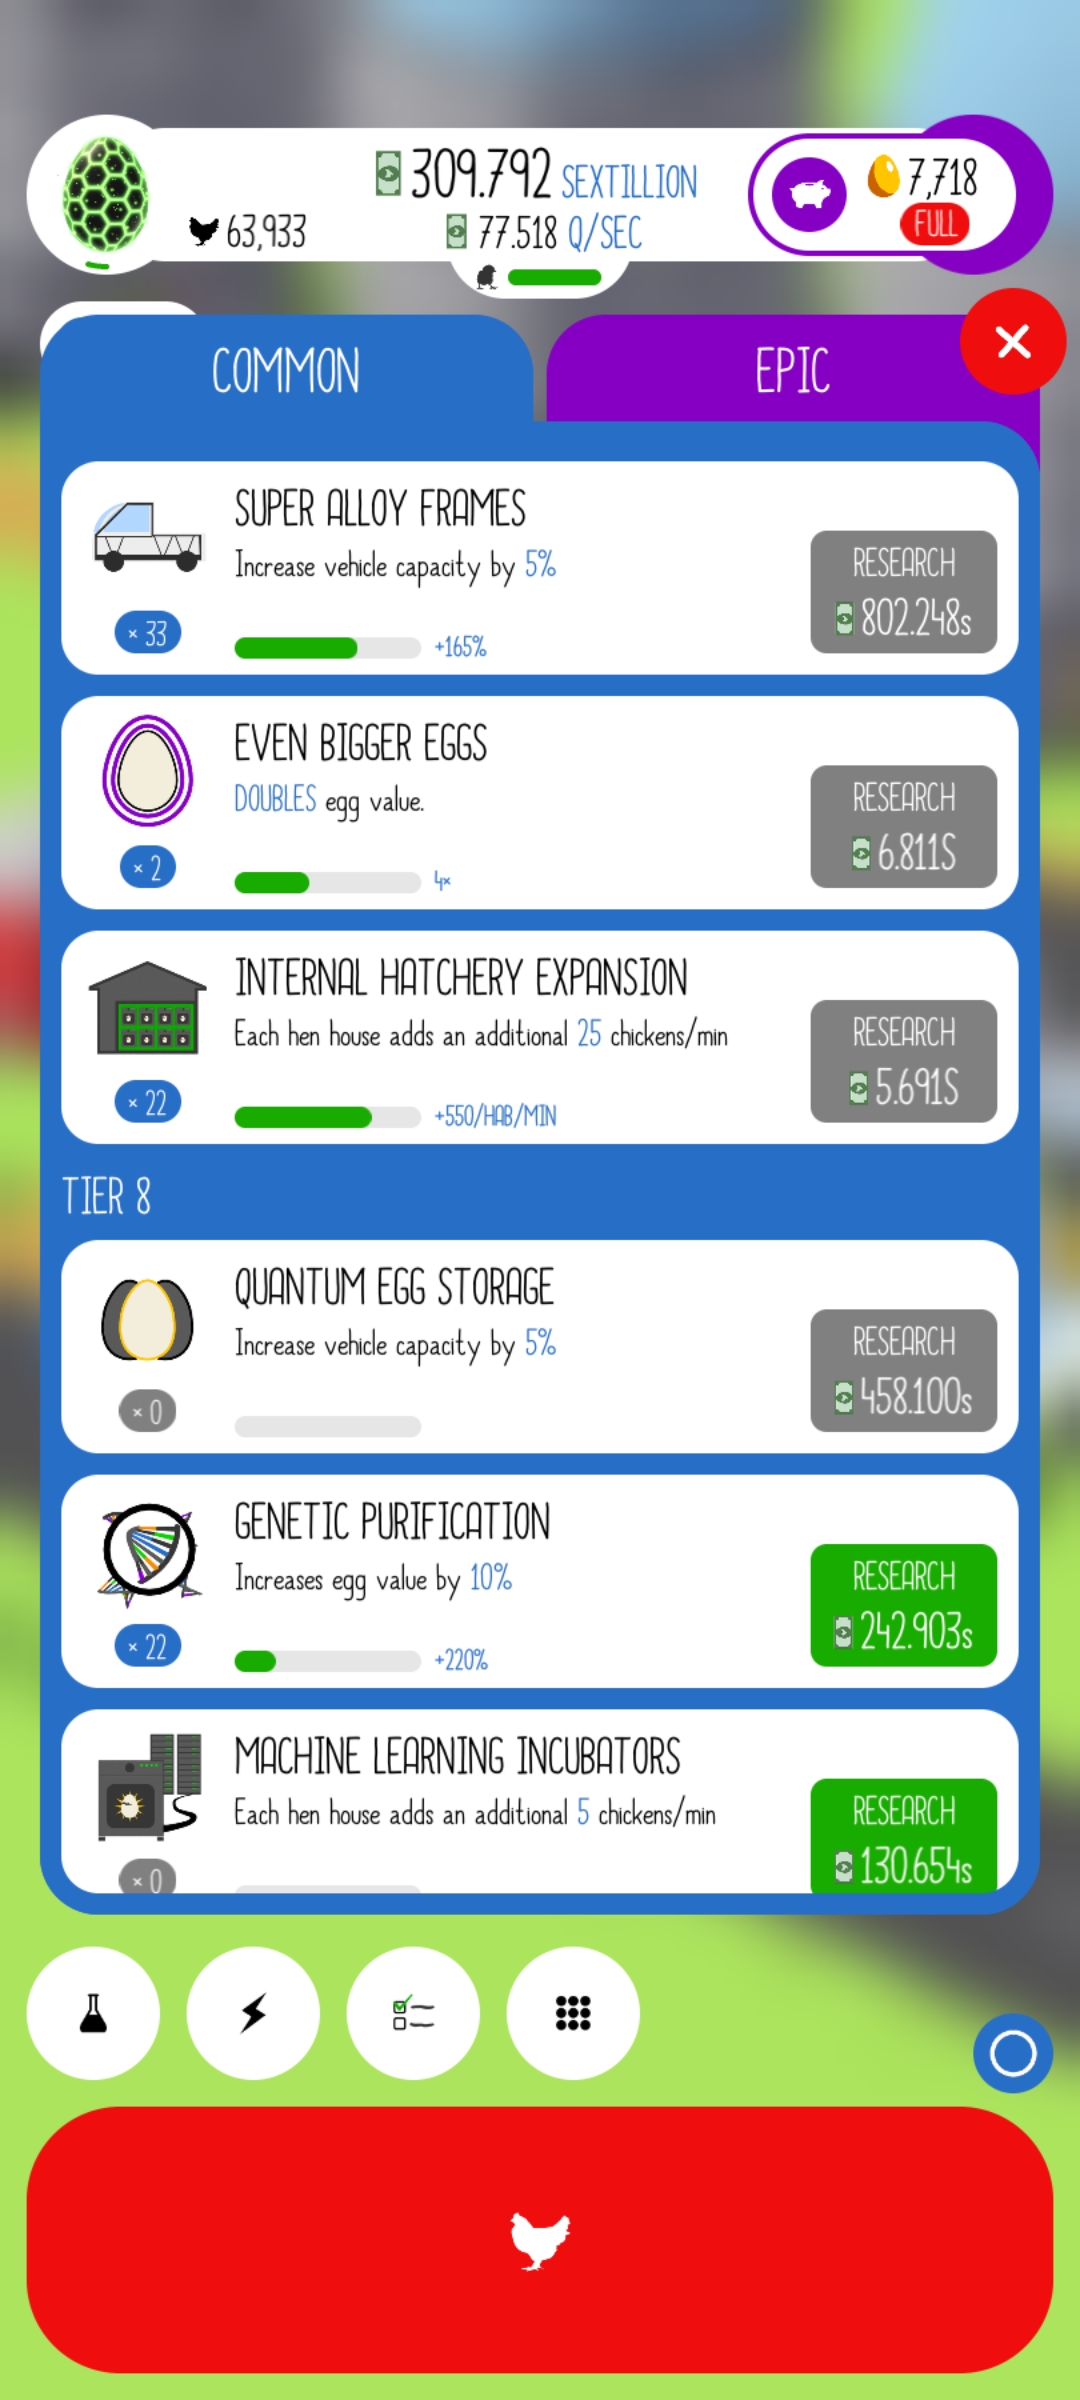 309.792 SEXTILLION
63,933
77.518 Q/SEC
7,718
FULL
COMMON
EPIC
SUPER ALLOY FRAMES
Increase vehicle capacity by 5%
× 33
+165%
RESEARCH
802.248s
EVEN BIGGER EGGS
DOUBLES egg value.
× 2
4×
RESEARCH
6.811S
INTERNAL HATCHERY EXPANSION
Each hen house adds an additional 25 chickens/min
× 22
+550/HAB/MIN
RESEARCH
5.691S
TIER 8
QUANTUM EGG STORAGE
Increase vehicle capacity by 5%
× 0
RESEARCH
458.100s
GENETIC PURIFICATION
Increases egg value by 10%
× 22
+220%
RESEARCH
242.903s
MACHINE LEARNING INCUBATORS
Each hen house adds an additional 5 chickens/min
× 0
RESEARCH
130.654s